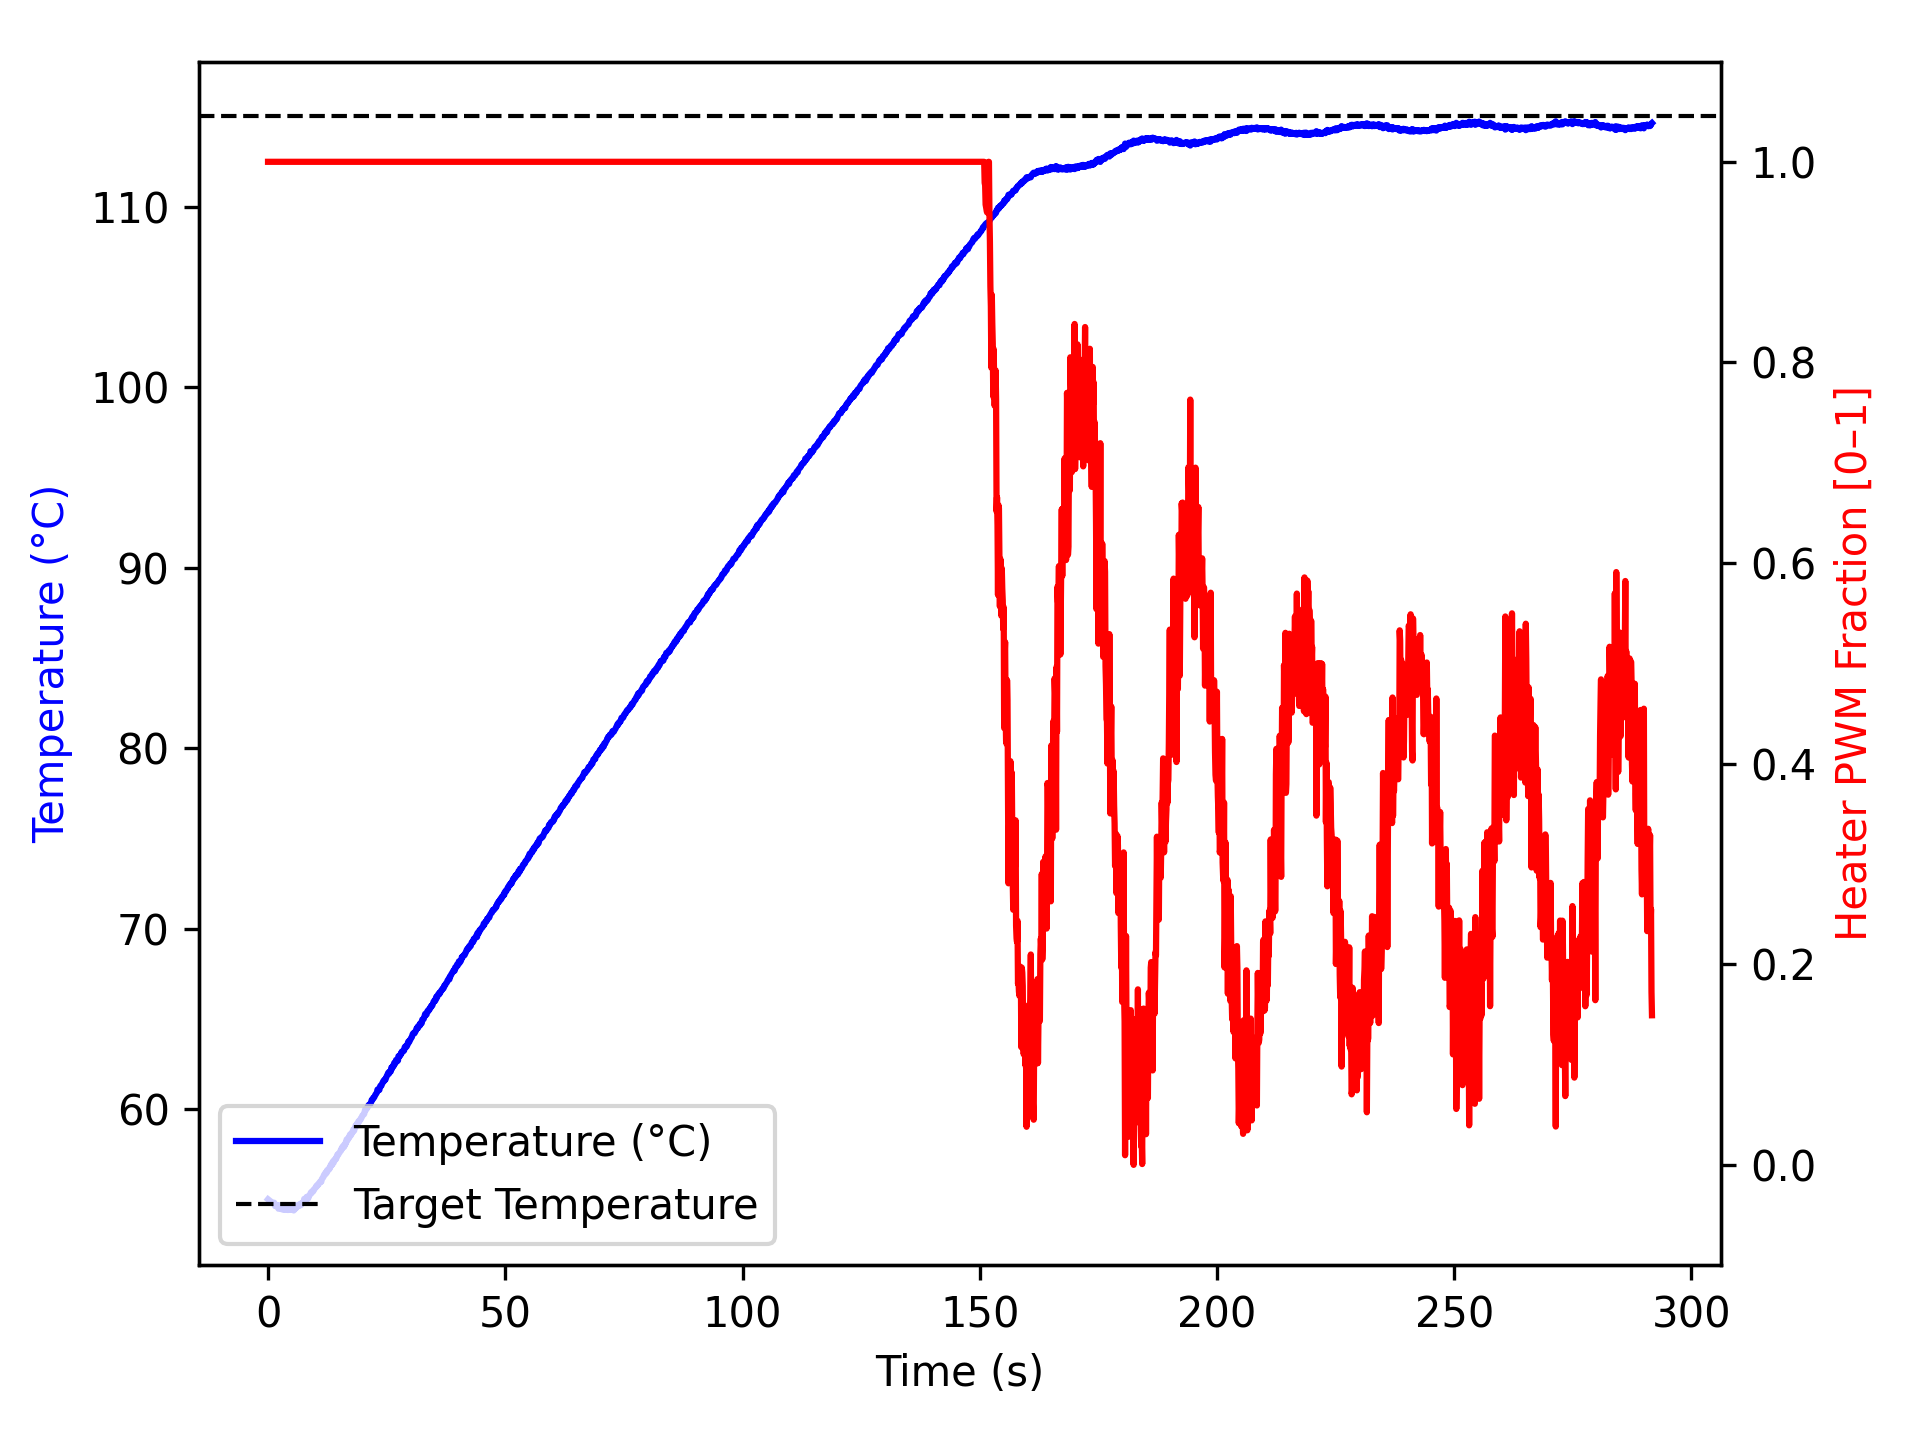 110
100
90
80
70
60
Temperature (°C)
1.0
0.8
0.6
0.4
0.2
0.0
Heater PWM Fraction [0–1]
Temperature (°C)
Target Temperature
0 50 100 150 200 250 300
Time (s)